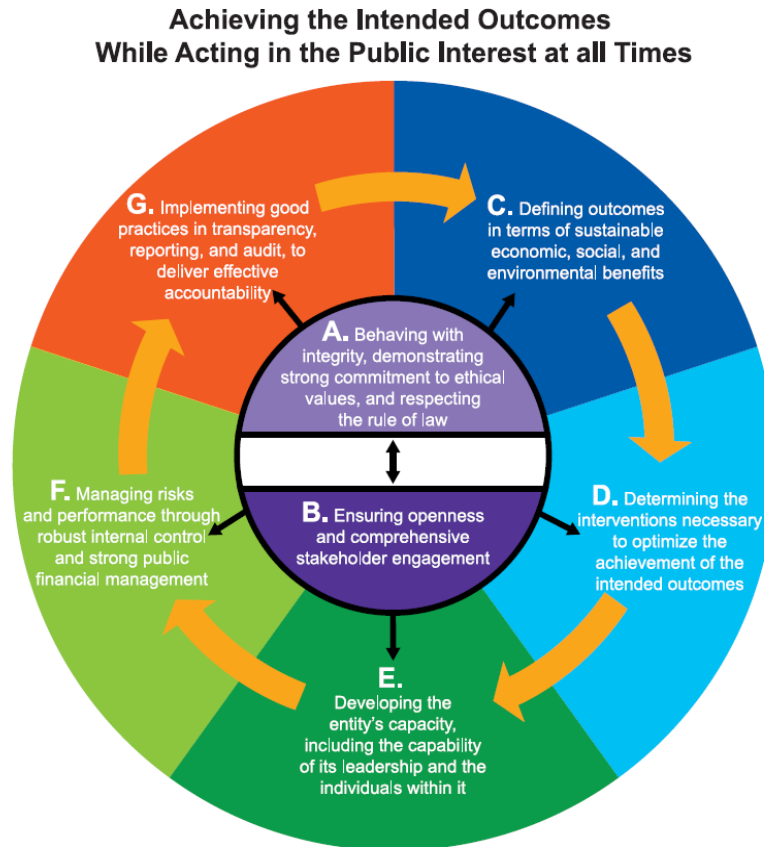 Achieving the Intended Outcomes
While Acting in the Public Interest at all Times
G. Implementing good
practices in transparency,
reporting, and audit, to
deliver effective
accountability
C. Defining outcomes
in terms of sustainable
economic, social, and
environmental benefits
A. Behaving with
integrity, demonstrating
strong commitment to ethical
values, and respecting
the rule of law
B. Ensuring openness
and comprehensive
stakeholder engagement
F. Managing risks
and performance through
robust internal control
and strong public
financial management
D. Determining the
interventions necessary
to optimize the
achievement of the
intended outcomes
E.
Developing the
entity's capacity,
including the capability
of its leadership and the
individuals within it